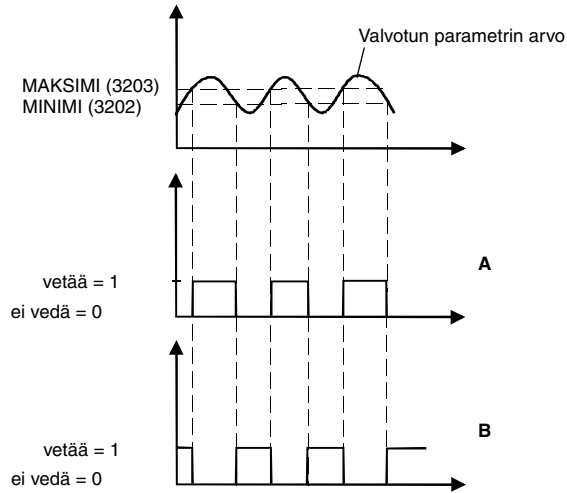 Valvotun parametrin arvo
MAKSIMI (3203)
MINIMI (3202)
A
vetää = 1
ei vedä = 0
B
vetää = 1
ei vedä = 0